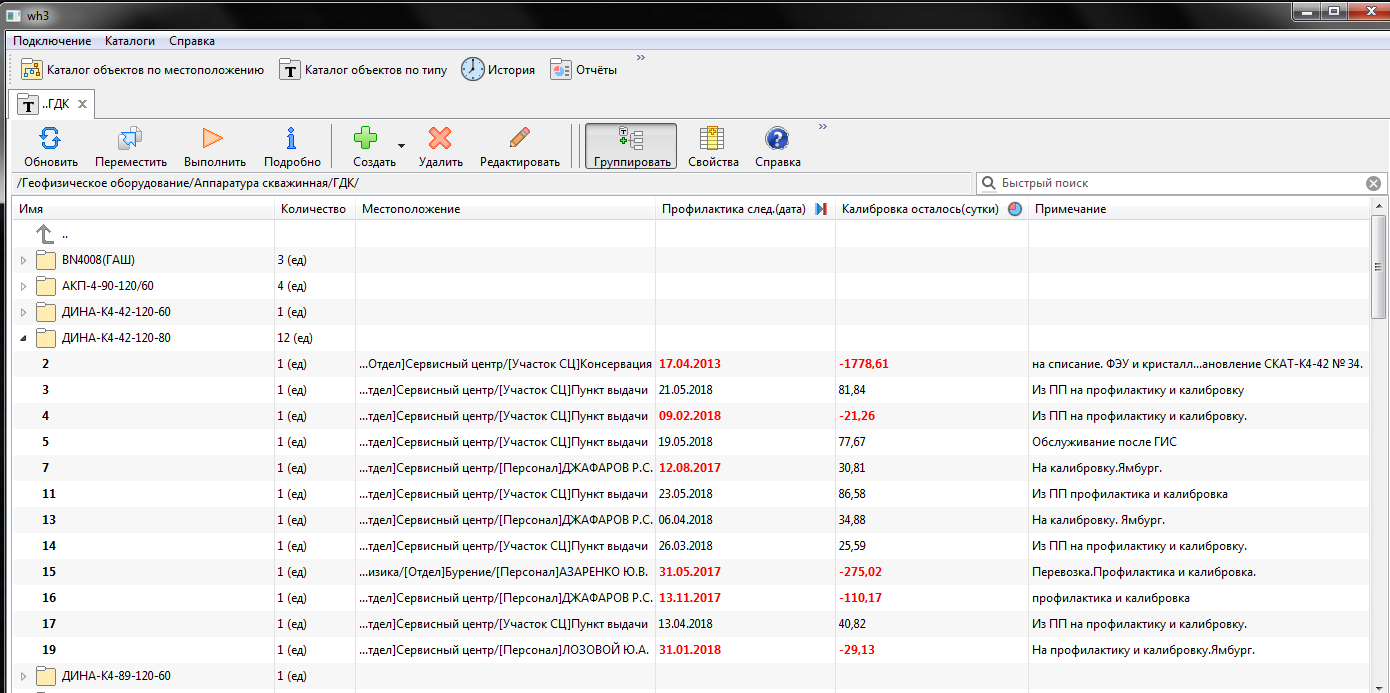 wh3
Подключение Каталоги Справка
Каталог объектов по местоположению T Каталог объектов по типу История Отчёты »
T ..ГДК x
Обновить Переместить Выполнить Подробно Создать Удалить Редактировать Группировать Свойства Справка »
/Геофизическое оборудование/Аппаратура скважинная/ГДК/ Быстрый поиск
Имя Количество Местоположение Профилактика след.(дата) Калибровка осталось(сутки) Примечание
..
BN4008(ГАШ) 3 (ед)
АКП-4-90-120/60 4 (ед)
ДИНА-К4-42-120-60 1 (ед)
ДИНА-К4-42-120-80 12 (ед)
2 1 (ед) ...Отдел]Сервисный центр/[Участок СЦ]Консервация 17.04.2013 -1778,61 на списание. ФЭУ и кристалл...ановление СКАТ-К4-42 № 34.
3 1 (ед) ...тдел]Сервисный центр/[Участок СЦ]Пункт выдачи 21.05.2018 81,84 Из ПП на профилактику и калибровку
4 1 (ед) ...тдел]Сервисный центр/[Участок СЦ]Пункт выдачи 09.02.2018 -21,26 Из ПП на профилактику и калибровку.
5 1 (ед) ...тдел]Сервисный центр/[Участок СЦ]Пункт выдачи 19.05.2018 77,67 Обслуживание после ГИС
7 1 (ед) ...тдел]Сервисный центр/[Персонал]ДЖАФАРОВ Р.С. 12.08.2017 30,81 На калибровку.Ямбург.
11 1 (ед) ...тдел]Сервисный центр/[Участок СЦ]Пункт выдачи 23.05.2018 86,58 Из ПП профилактика и калибровка
13 1 (ед) ...тдел]Сервисный центр/[Персонал]ДЖАФАРОВ Р.С. 06.04.2018 34,88 На калибровку. Ямбург.
14 1 (ед) ...тдел]Сервисный центр/[Участок СЦ]Пункт выдачи 26.03.2018 25,59 Из ПП на профилактику и калибровку.
15 1 (ед) ...изика/[Отдел]Бурение/[Персонал]АЗАРЕНКО Ю.В. 31.05.2017 -275,02 Перевозка.Профилактика и калибровка.
16 1 (ед) ...тдел]Сервисный центр/[Персонал]ДЖАФАРОВ Р.С. 13.11.2017 -110,17 профилактика и калибровка
17 1 (ед) ...тдел]Сервисный центр/[Участок СЦ]Пункт выдачи 13.04.2018 40,82 Из ПП на профилактику и калибровку.
19 1 (ед) ...тдел]Сервисный центр/[Персонал]ЛОЗОВОЙ Ю.А. 31.01.2018 -29,13 На профилактику и калибровку.Ямбург.
ДИНА-К4-89-120-60 1 (ед)